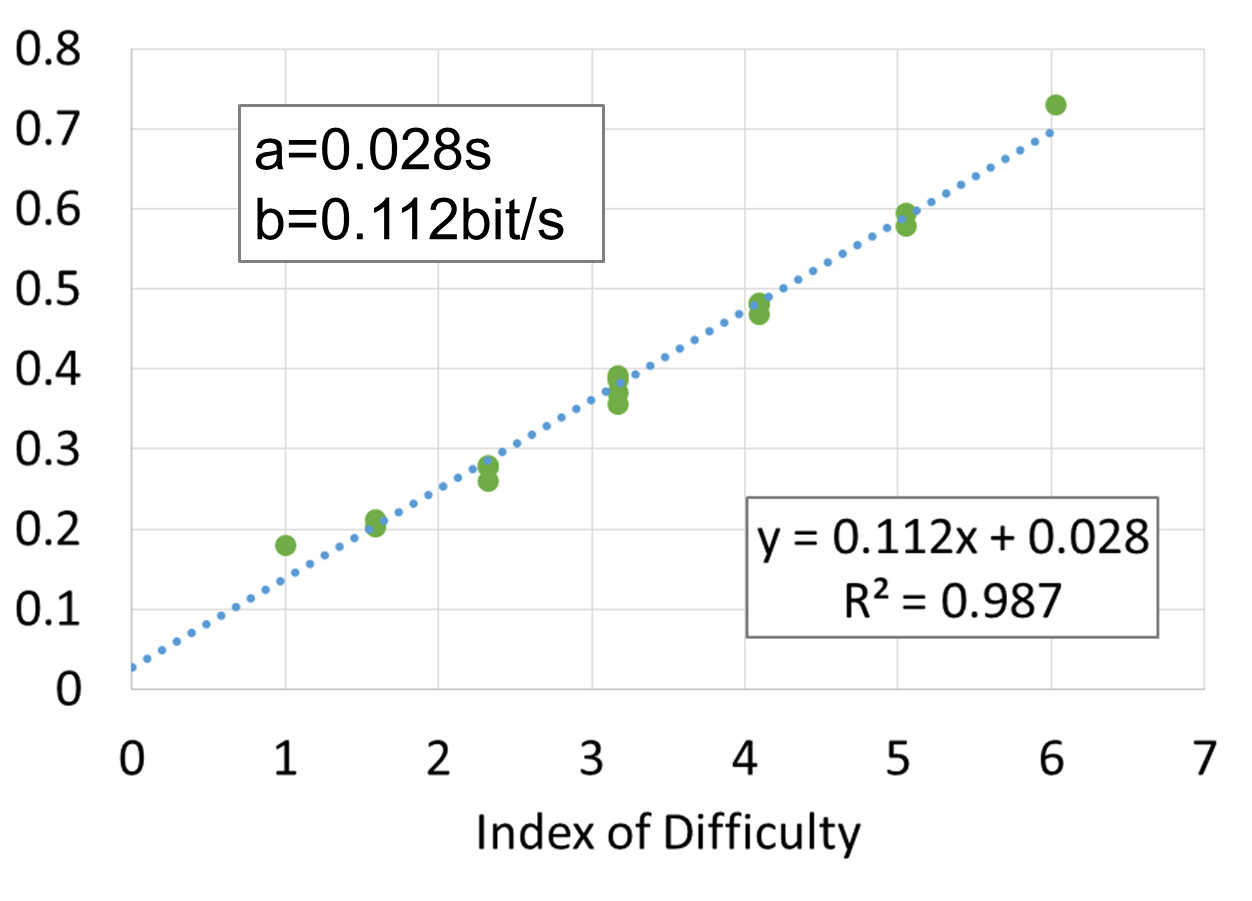 0.8
0.7
0.6
0.5
0.4
0.3
0.2
0.1
0
a=0.028s
b=0.112bit/s
y = 0.112x + 0.028
R² = 0.987
0 1 2 3 4 5 6 7
Index of Difficulty